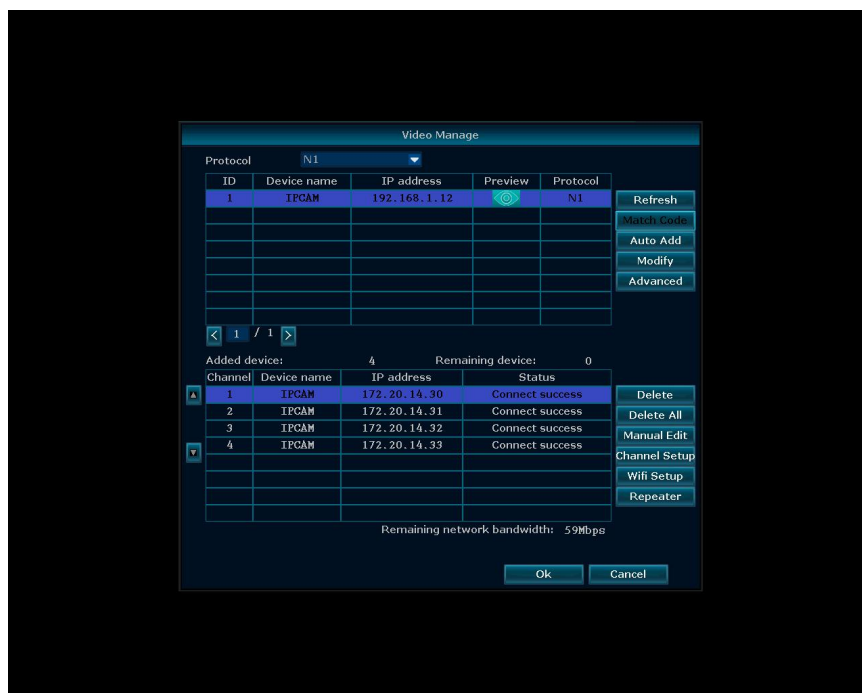 Video Manage
Protocol N1
ID Device name IP address Preview Protocol
1 IPCAM 192.168.1.12 N1
Refresh
Match Code
Auto Add
Modify
Advanced
1 / 1
Added device: 4 Remaining device: 0
Channel Device name IP address Status
1 IPCAM 172.20.14.30 Connect success
Delete
2 IPCAM 172.20.14.31 Connect success
Delete All
3 IPCAM 172.20.14.32 Connect success
Manual Edit
4 IPCAM 172.20.14.33 Connect success
Channel Setup
Wifi Setup
Repeater
Remaining network bandwidth: 59Mbps
Ok Cancel